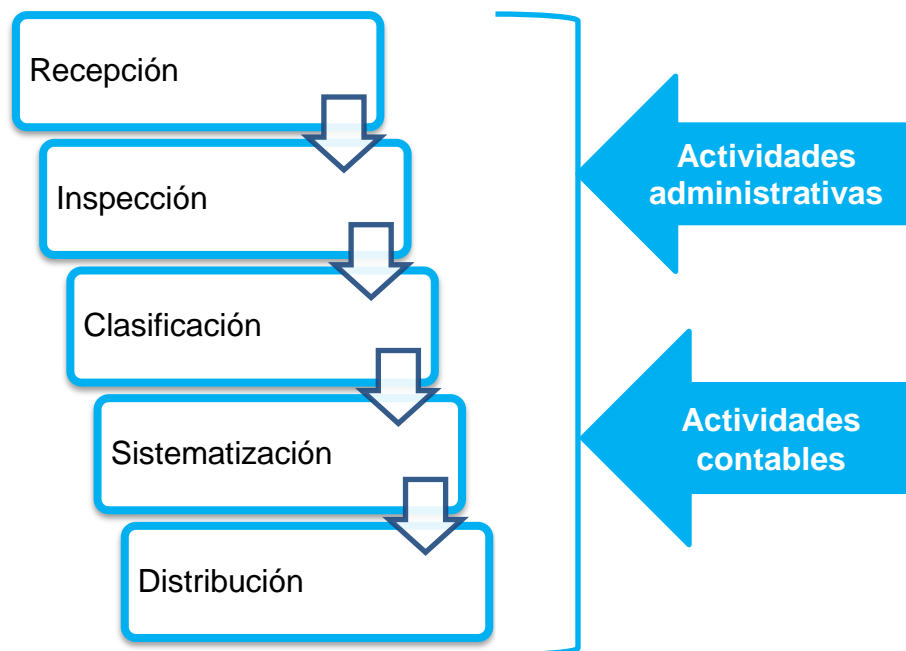 Recepción
Inspección
Clasificación
Sistematización
Distribución
Actividades
administrativas
Actividades
contables